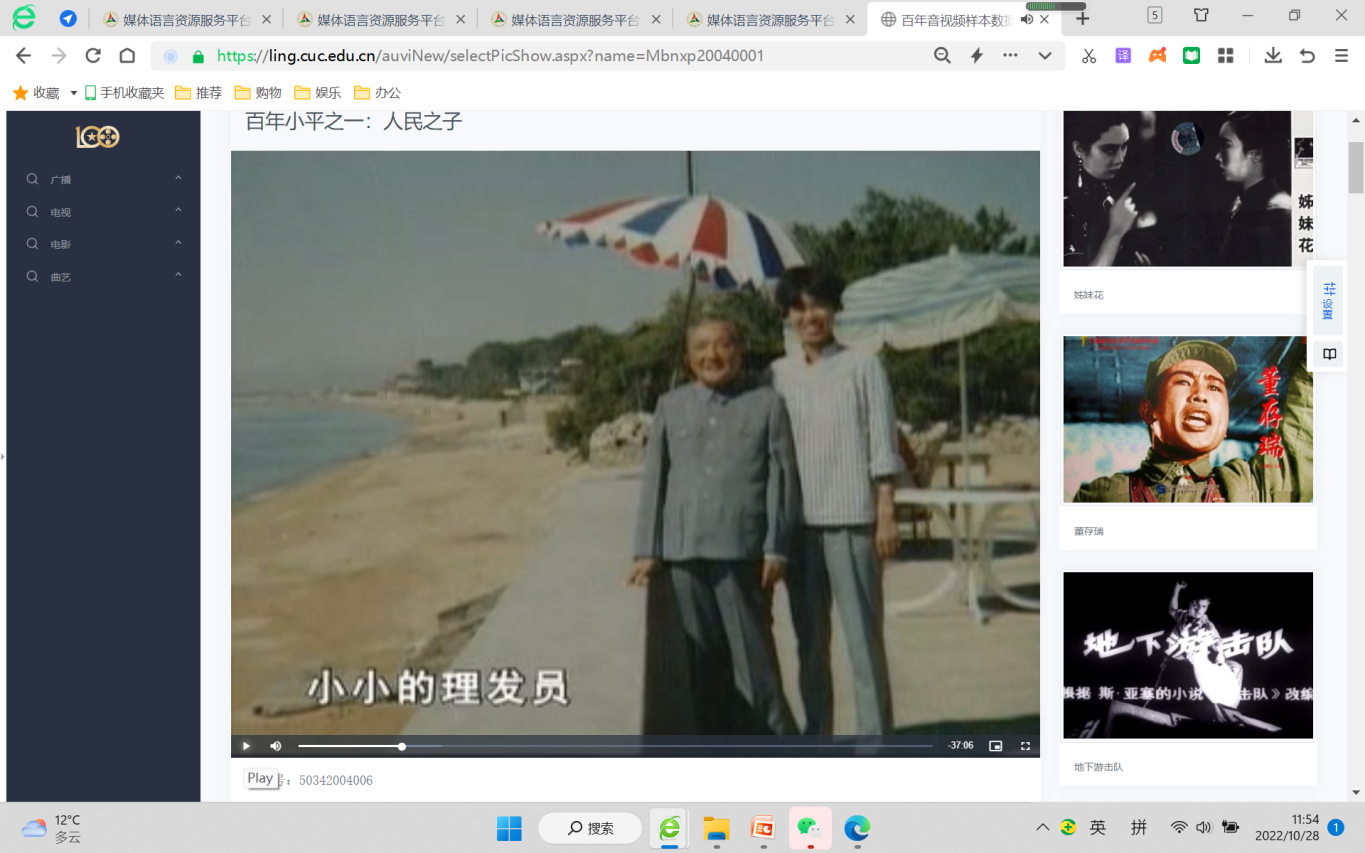 媒体语言资源服务平台
媒体语言资源服务平台
媒体语言资源服务平台
媒体语言资源服务平台
百年音视频样本数据
5
https://ling.cuc.edu.cn/auviNew/selectPicShow.aspx?name=Mbnxp20040001
译
收藏
手机收藏夹
推荐
购物
娱乐
办公
100
广播
电视
电影
曲艺
百年小平之一：人民之子
小小的理发员
-37:06
Play
号：50342004006
姊妹花
姊妹花
董存瑞
董存瑞
地下游击队
根据 斯·亚塞的小说
击队》改编
地下游击队
设置
12°C
多云
搜索
英
拼
11:54
2022/10/28
1